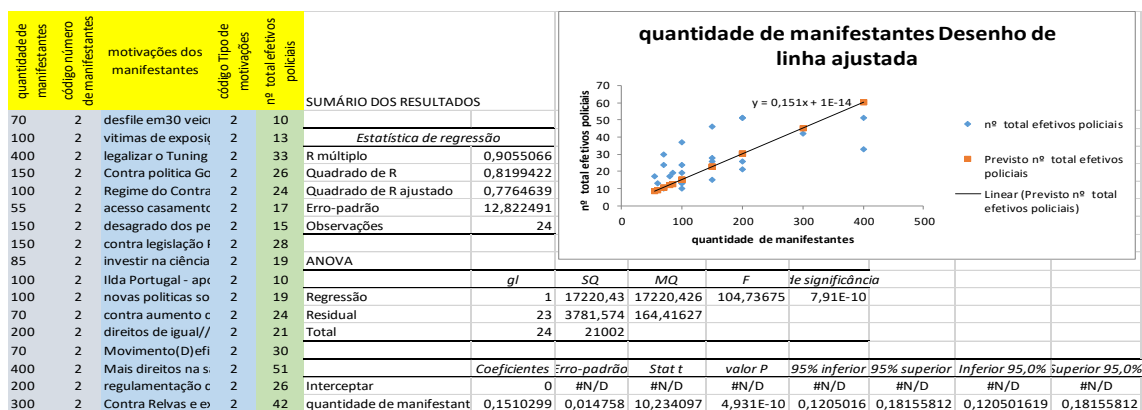 quantidade de manifestantes
código número de manifestantes
motivações dos manifestantes
código Tipo de motivações
nº total efetivos policiais
70 2 desfile em30 veicu 2 10
100 2 vitimas de exposiç 2 13
400 2 legalizar o Tuning 2 33
150 2 Contra politica Go 2 26
100 2 Regime do Contra 2 24
55 2 acesso casamento 2 17
150 2 desagrado dos pe 2 15
150 2 contra legislação 2 28
85 2 investir na ciência 2 19
100 2 Ilda Portugal - apo 2 10
100 2 novas politicas so 2 19
70 2 contra aumento d 2 24
200 2 direitos de igual// 2 21
70 2 Movimento(D)efi 2 30
400 2 Mais direitos na s 2 51
200 2 regulamentação d 2 26
300 2 Contra Relvas e ex 2 42
SUMÁRIO DOS RESULTADOS
Estatística de regressão
R múltiplo 0,9055066
Quadrado de R 0,8199422
Quadrado de R ajustado 0,7764639
Erro-padrão 12,822491
Observações 24
ANOVA
gl SQ MQ F de significância
Regressão 1 17220,43 17220,426 104,73675 7,91E-10
Residual 23 3781,574 164,41627
Total 24 21002
Coeficientes Erro-padrão Stat t valor P 95% inferior 95% superior Inferior 95,0% Superior 95,0%
Interceptar 0 #N/D #N/D #N/D #N/D #N/D #N/D #N/D
quantidade de manifestant 0,1510299 0,014758 10,234097 4,931E-10 0,1205016 0,18155812 0,120501619 0,18155812
quantidade de manifestantes Desenho de
linha ajustada
nº total efetivos policiais
70
60
50
40
30
20
10
0
y = 0,151x + 1E-14
0 100 200 300 400 500
quantidade de manifestantes
nº total efetivos policiais
Previsto nº total efetivos
policiais
Linear (Previsto nº total
efetivos policiais)